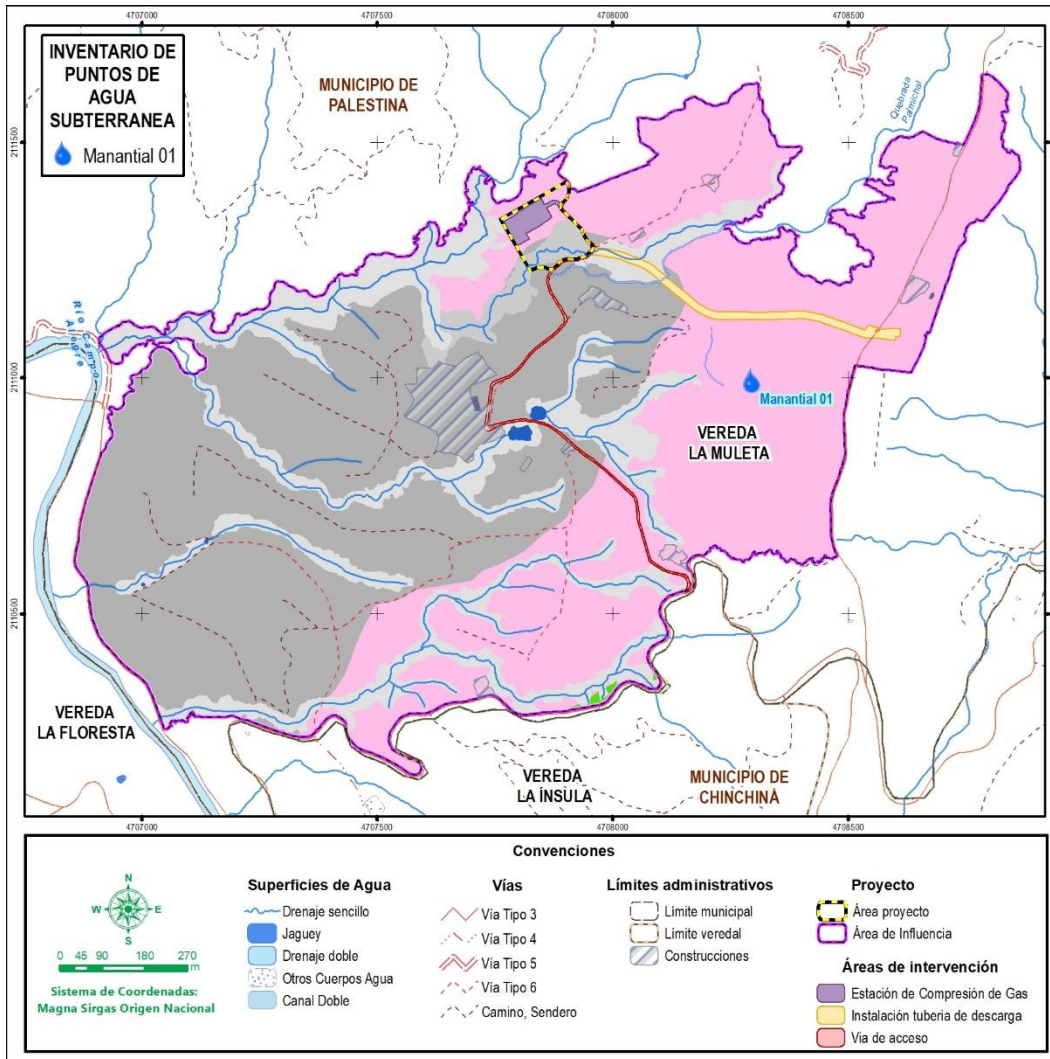 4707000
4707500
4708000
4708500
INVENTARIO DE
PUNTOS DE
AGUA
SUBTERRANEA
Manantial 01
MUNICIPIO DE
PALESTINA
Quebrada
Palmichal
2111500
Río Campo
Alegre
2111000
Manantial 01
VEREDA
LA MULETA
2110500
VEREDA
LA FLORESTA
VEREDA
LA ÍNSULA
MUNICIPIO DE
CHINCHINÁ
4707000
4707500
4708000
4708500
Convenciones
N
W
E
S
0 45 90 180 270
m
Sistema de Coordenadas:
Magna Sirgas Origen Nacional
Superficies de Agua
Drenaje sencillo
Jaguey
Drenaje doble
Otros Cuerpos Agua
Canal Doble
Vías
Vía Tipo 3
Vía Tipo 4
Vía Tipo 5
Vía Tipo 6
Camino, Sendero
Límites administrativos
Límite municipal
Límite veredal
Construcciones
Proyecto
Área proyecto
Área de Influencia
Áreas de intervención
Estación de Compresión de Gas
Instalación tuberia de descarga
Via de acceso